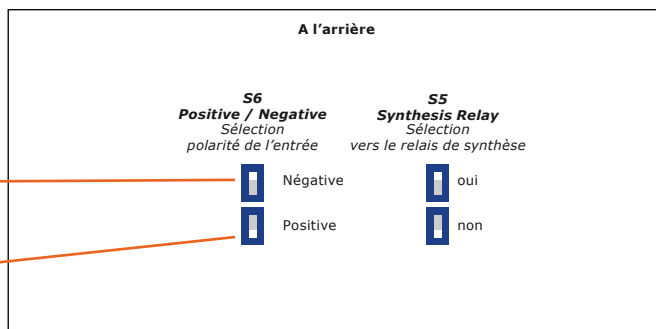 A l’arrière
S6
Positive / Negative
Sélection
polarité de l’entrée
S5
Synthesis Relay
Sélection
vers le relais de synthèse
Négative
oui
Positive
non